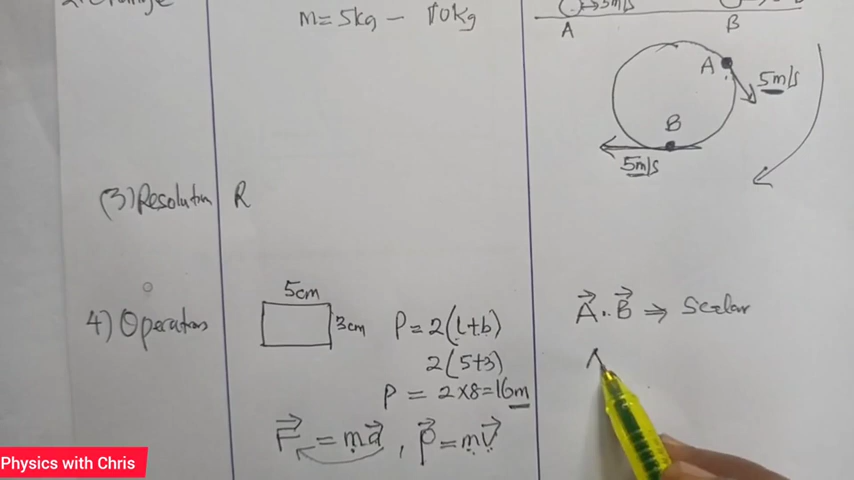 m = 5kg – 10kg
A
B
A
5m/s
B
5m/s
(3) Resolution
R
5cm
3cm
4) Operations
P = 2(l+b)
2(5+3)
P = 2×8 = 16m
F⃗ = ma⃗ , P⃗ = mV⃗
A⃗ . B⃗ ⇒ Scalar
A
Physics with Chris